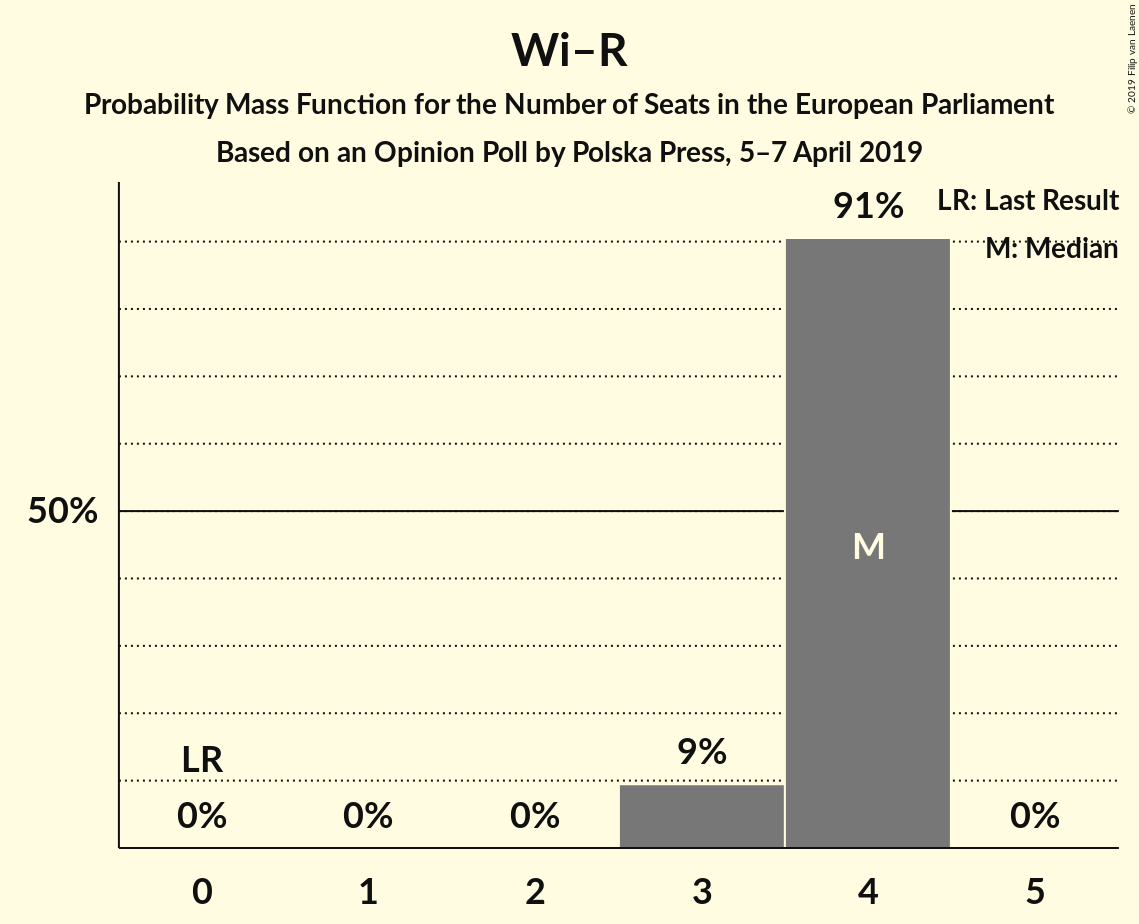 Wi–R
Probability Mass Function for the Number of Seats in the European Parliament
Based on an Opinion Poll by Polska Press, 5–7 April 2019
© 2019 Filip van Laenen
LR: Last Result
M: Median
91%
50%
M
LR
9%
0% 0% 0% 0%
0 1 2 3 4 5